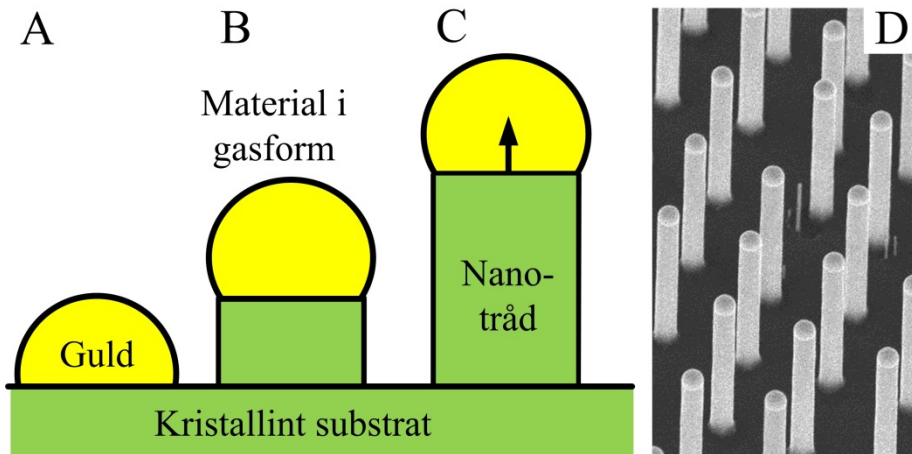 A
B
C
D
Material i
gasform
Guld
Nano-
tråd
Kristallint substrat